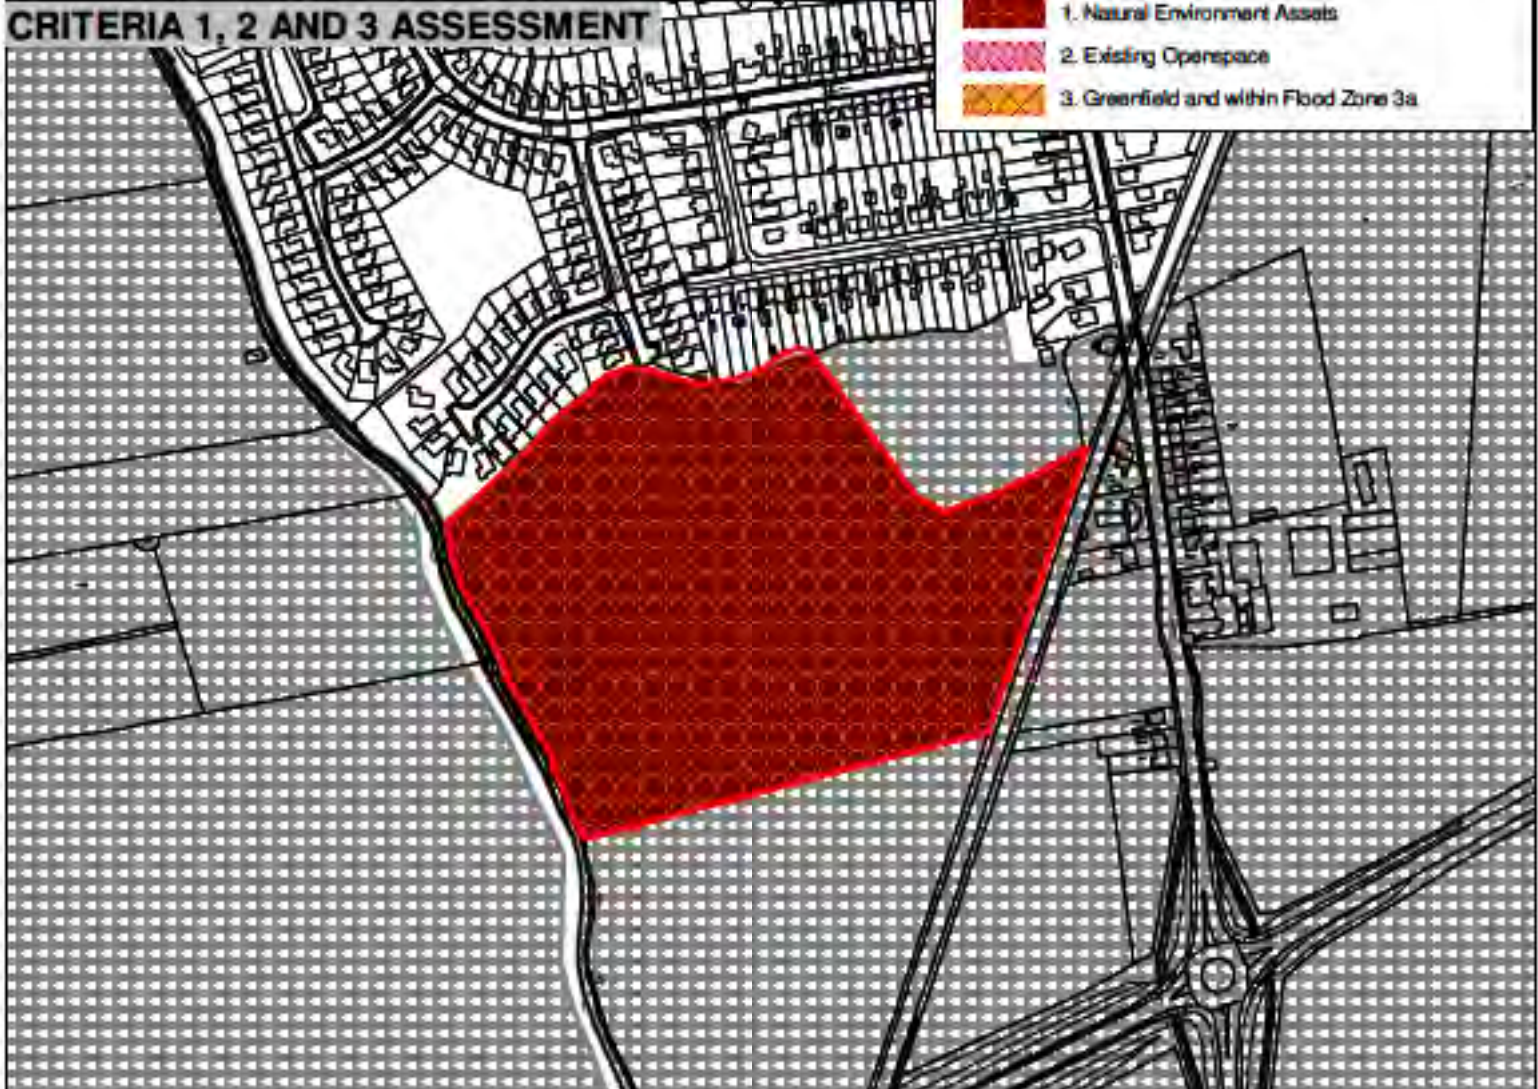 CRITERIA 1, 2 AND 3 ASSESSMENT
1. Natural Environment Assets
2. Existing Openspace
3. Greenfield and within Flood Zone 3a